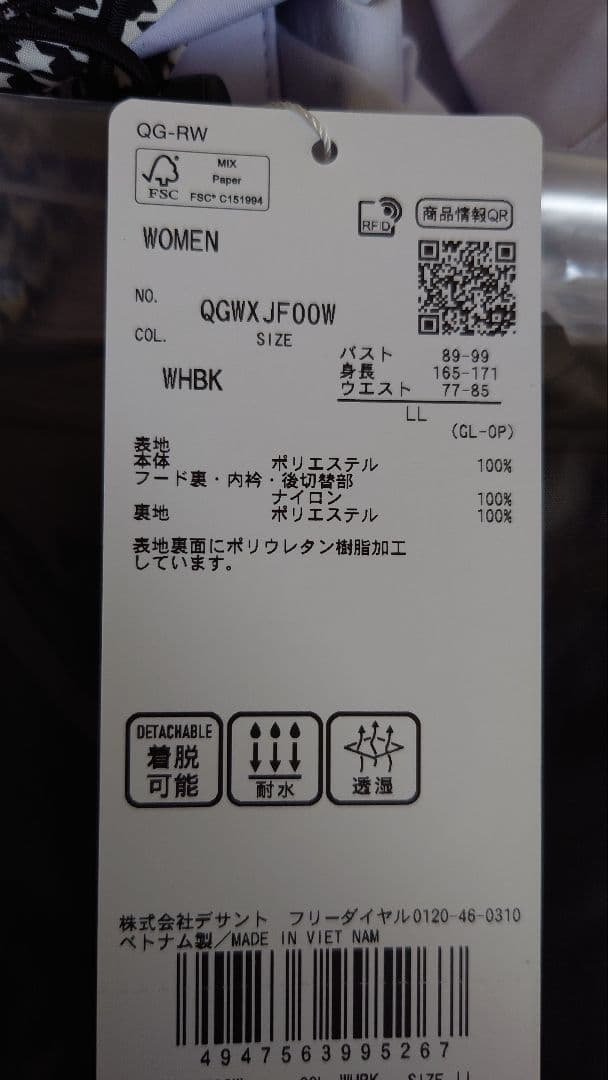 QG-RW
MIX
Paper
FSC
FSC® C151994
RFID
商品情報QR
WOMEN
NO. QGWXJF00W
COL. SIZE
WHBK
バスト 89-99
身長 165-171
ウエスト 77-85
LL
(GL-OP)
表地
本体 ポリエステル 100%
フード裏・内衿・後切替部
ナイロン 100%
裏地 ポリエステル 100%
表地裏面にポリウレタン樹脂加工
しています。
DETACHABLE
着脱
可能
耐水
透湿
株式会社デサント フリーダイヤル0120-46-0310
ベトナム製/MADE IN VIET NAM
4947563995267
COL WHBK SIZE LL